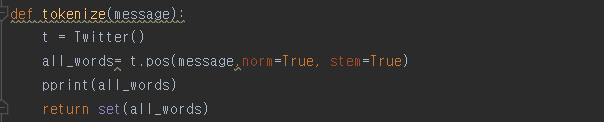 def tokenize(message):
t = Twitter()
all_words= t.pos(message,norm=True, stem=True)
pprint(all_words)
return set(all_words)